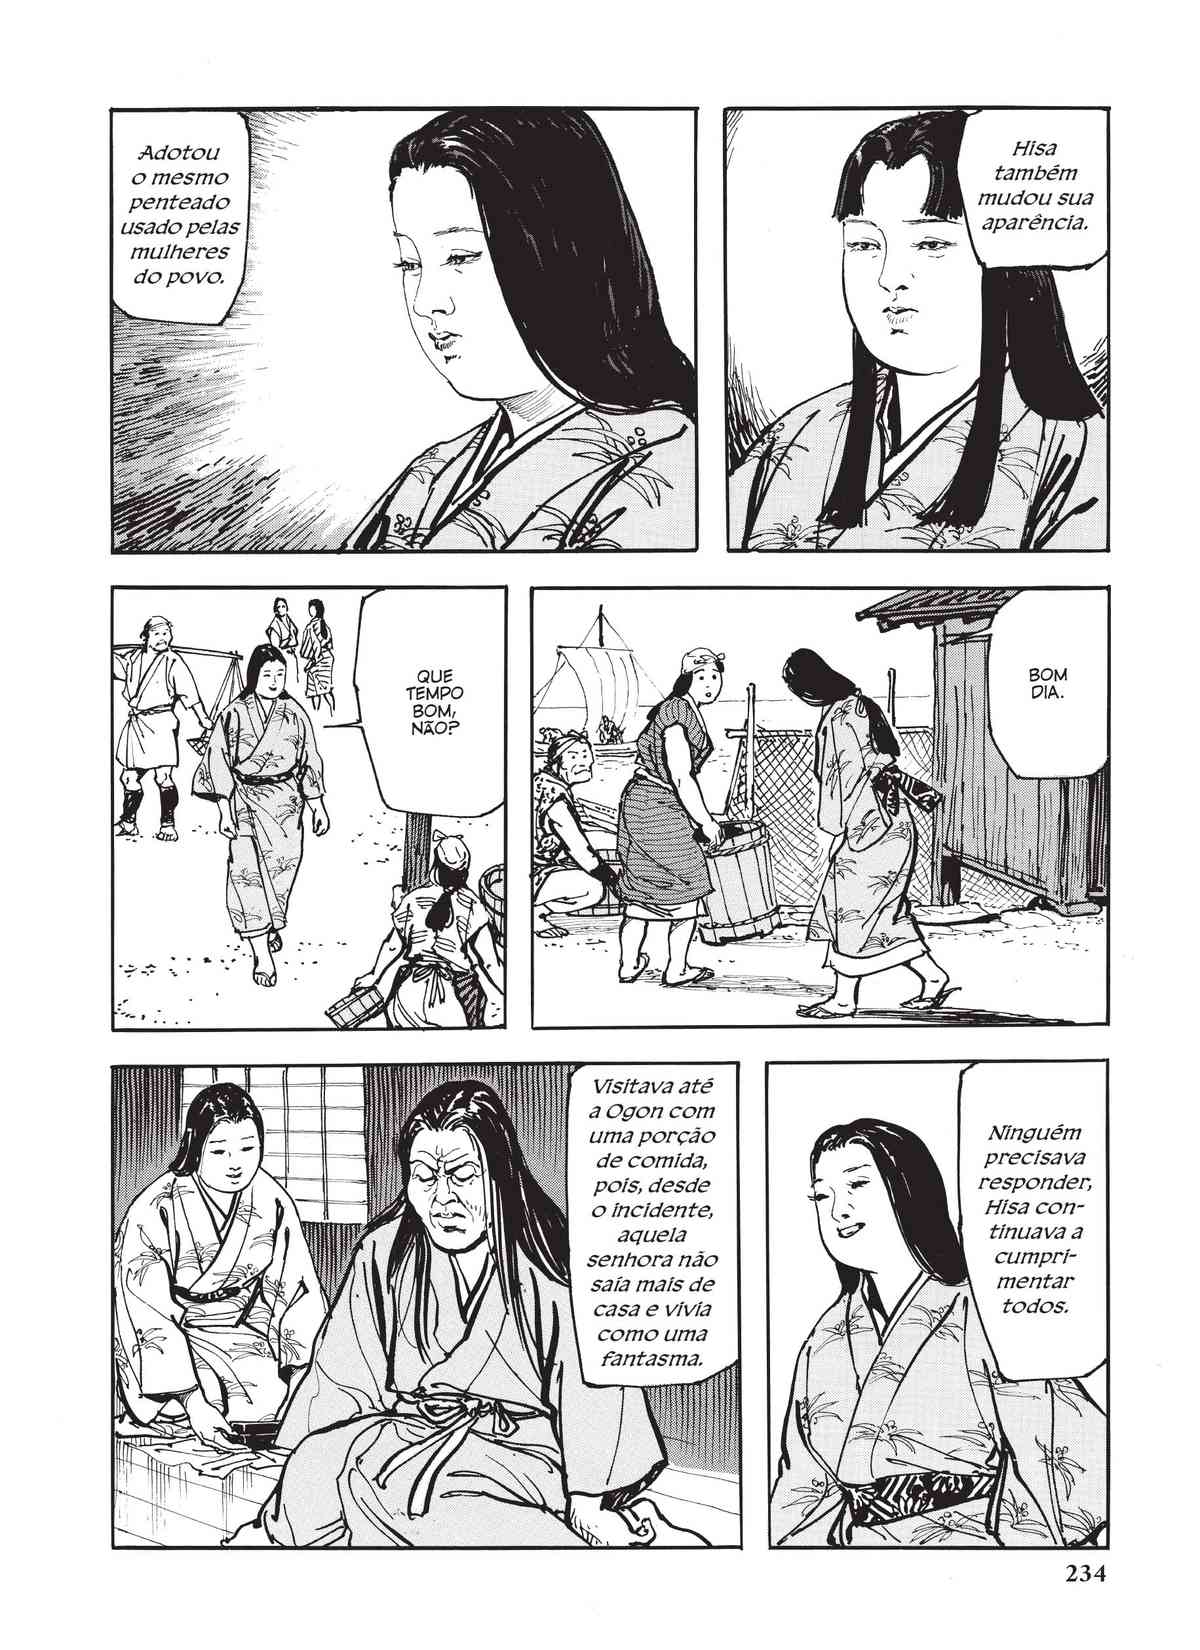 Hisa
também
mudou sua
aparência.
Adotou
o mesmo
penteado
usado pelas
mulheres
do povo.
BOM
DIA.
QUE
TEMPO
BOM,
NÃO?
Ninguém
precisava
responder,
Hisa con-
tinuava a
cumpri-
mentar
todos.
Visitava até
a Ogon com
uma porção
de comida,
pois, desde
o incidente,
aquela
senhora não
saía mais de
casa e vivia
como uma
fantasma.
234